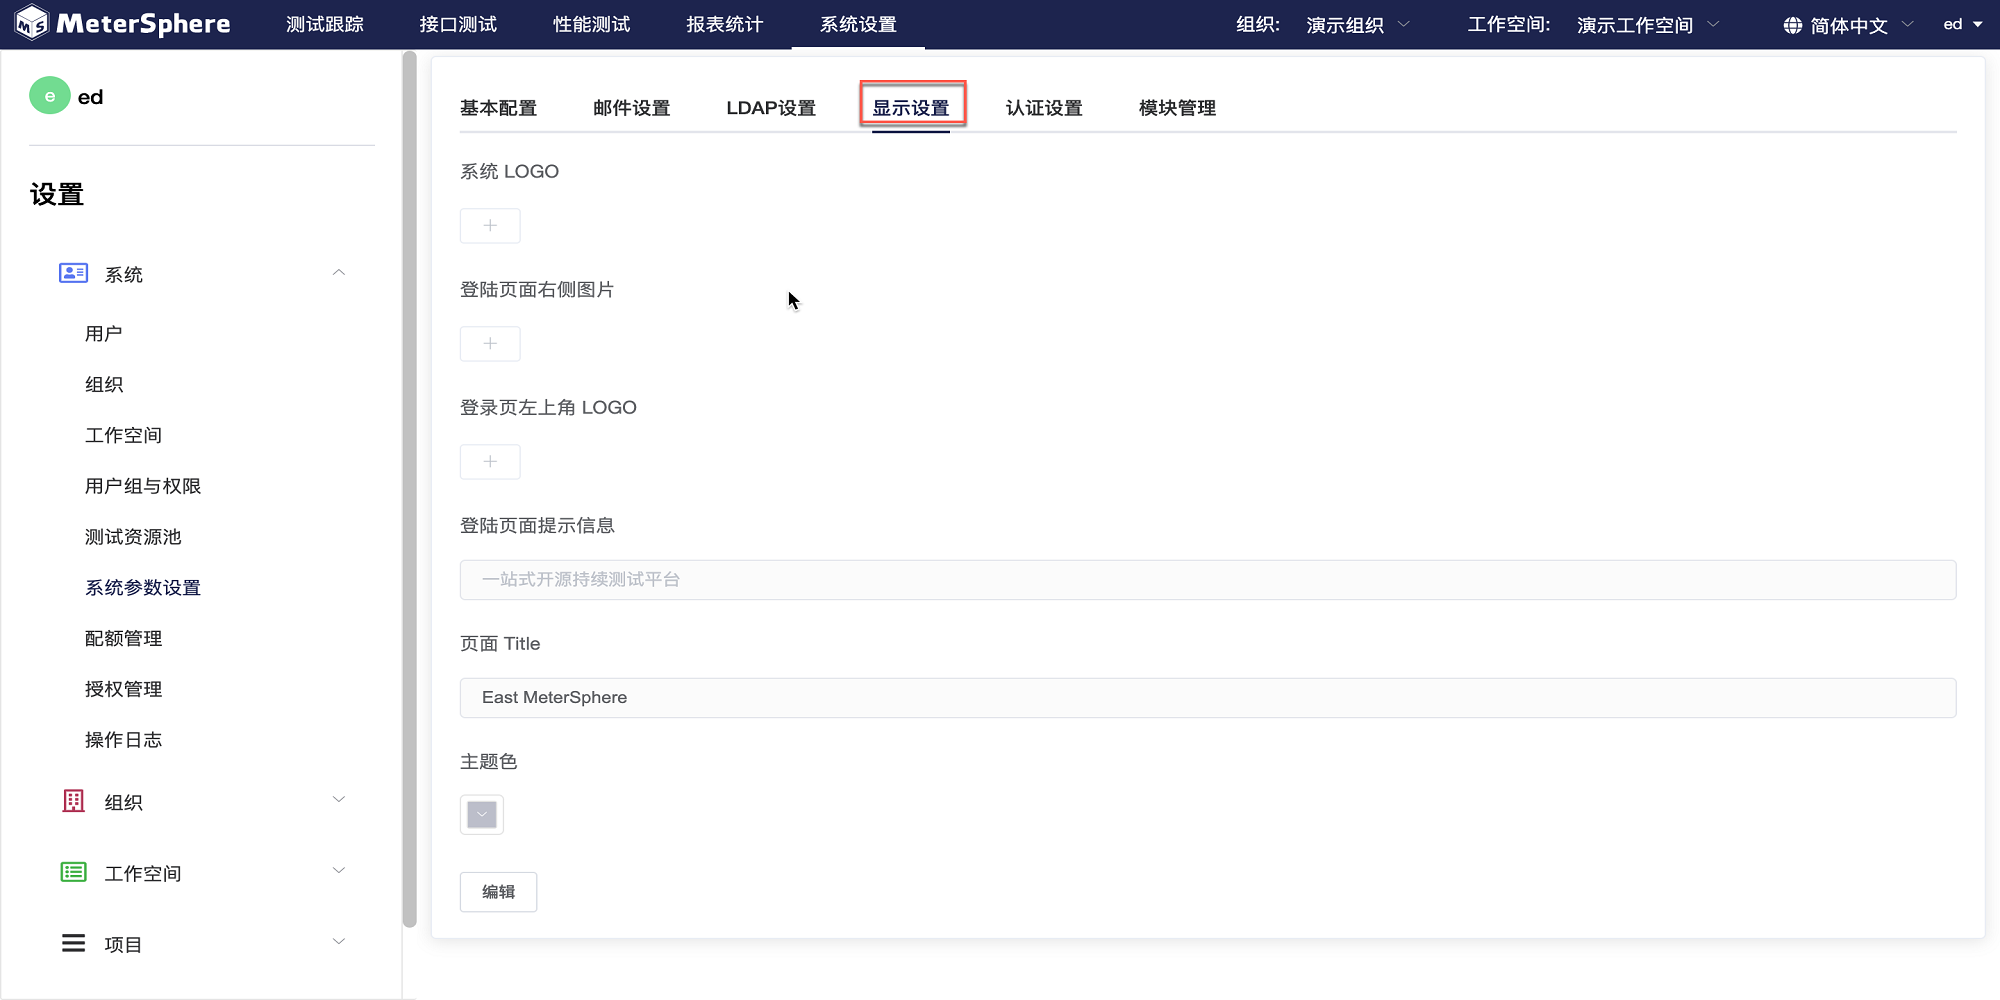 MeterSphere 测试跟踪 接口测试 性能测试 报表统计 系统设置 组织: 演示组织 工作空间: 演示工作空间 简体中文 ed
e ed
设置
系统
用户
组织
工作空间
用户组与权限
测试资源池
系统参数设置
配额管理
授权管理
操作日志
组织
工作空间
项目
基本配置 邮件设置 LDAP设置 显示设置 认证设置 模块管理
系统 LOGO
登陆页面右侧图片
登录页左上角 LOGO
登陆页面提示信息
一站式开源持续测试平台
页面 Title
East MeterSphere
主题色
编辑